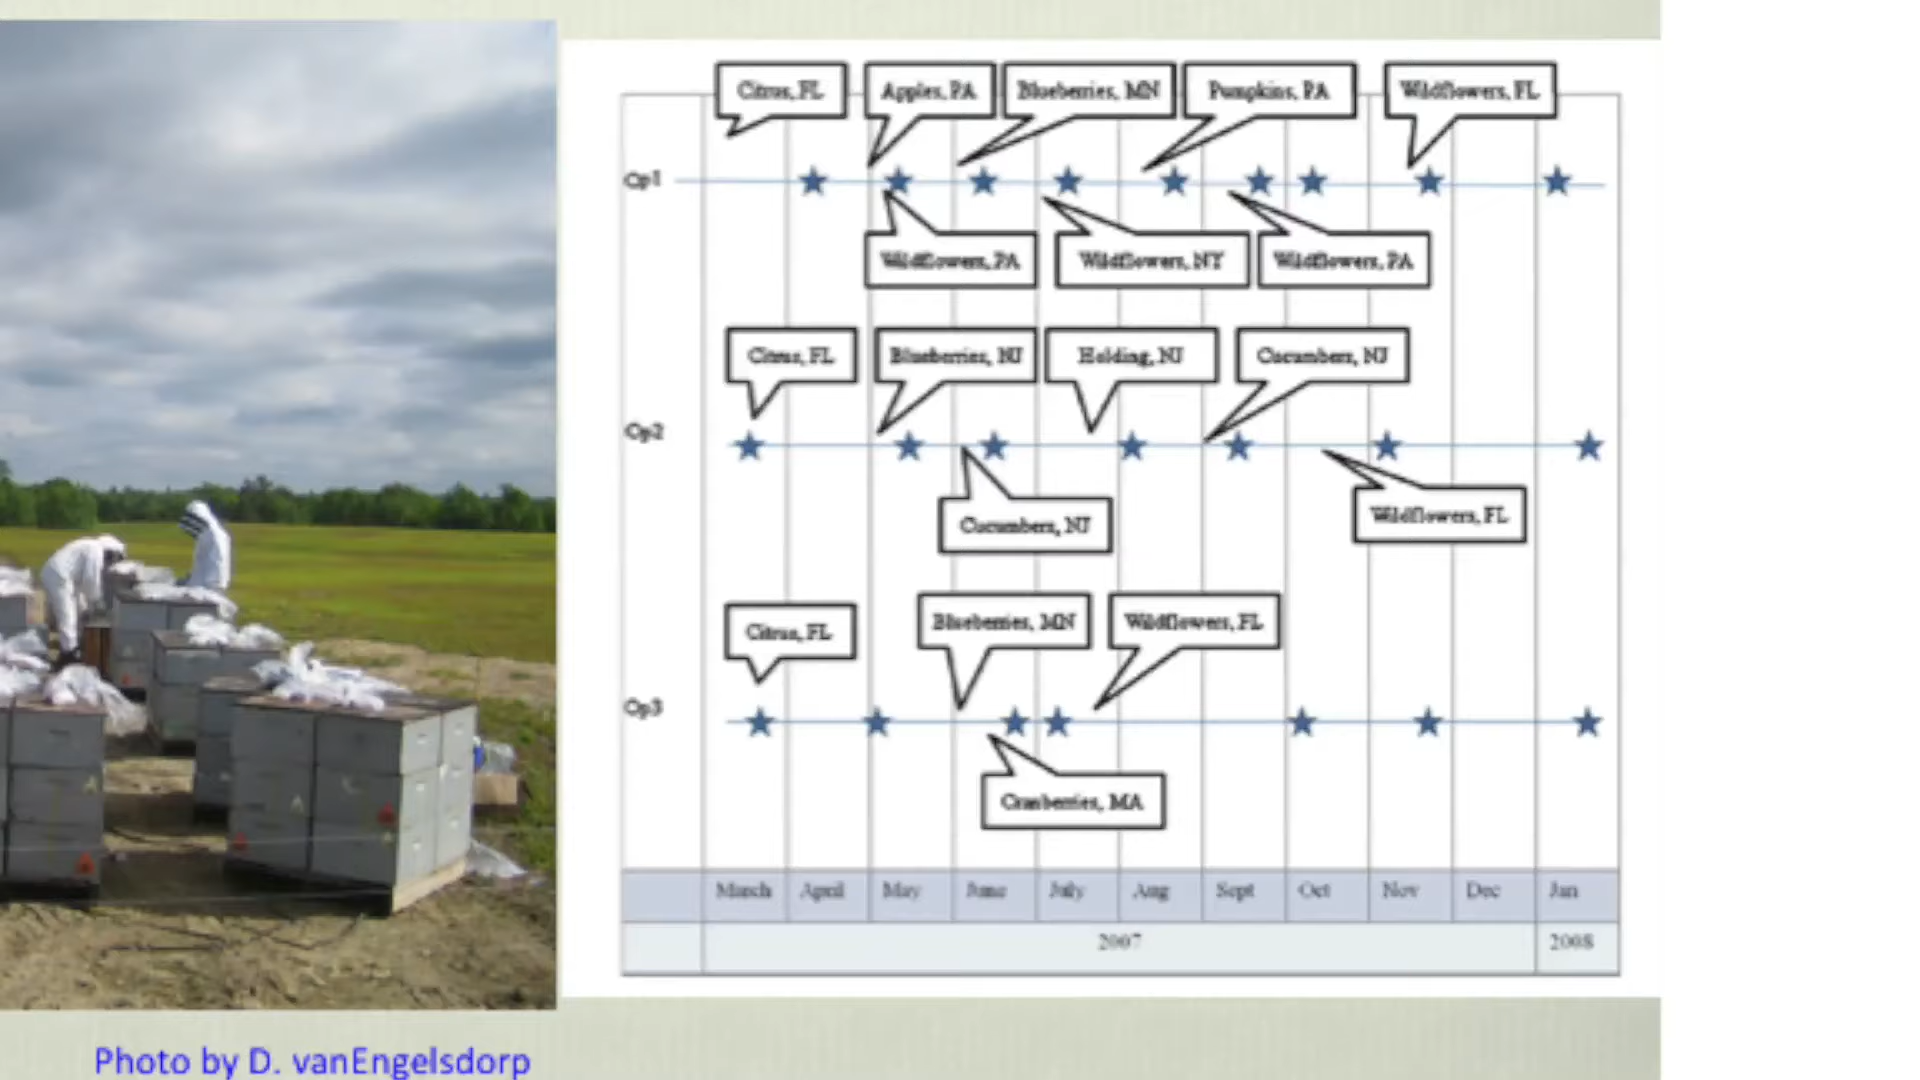 Citrus, FL
Apples, PA
Blueberries, MN
Pumpkins, PA
Wildflowers, FL
Op1
Wildflowers, PA
Wildflowers, NY
Wildflowers, PA
Citrus, FL
Blueberries, NJ
Holding, NJ
Cucumbers, NJ
Op2
Cucumbers, NJ
Wildflowers, FL
Citrus, FL
Blueberries, MN
Wildflowers, FL
Op3
Cranberries, MA
March April May June July Aug Sept Oct Nov Dec Jan
2007 2008
Photo by D. vanEngelsdorp